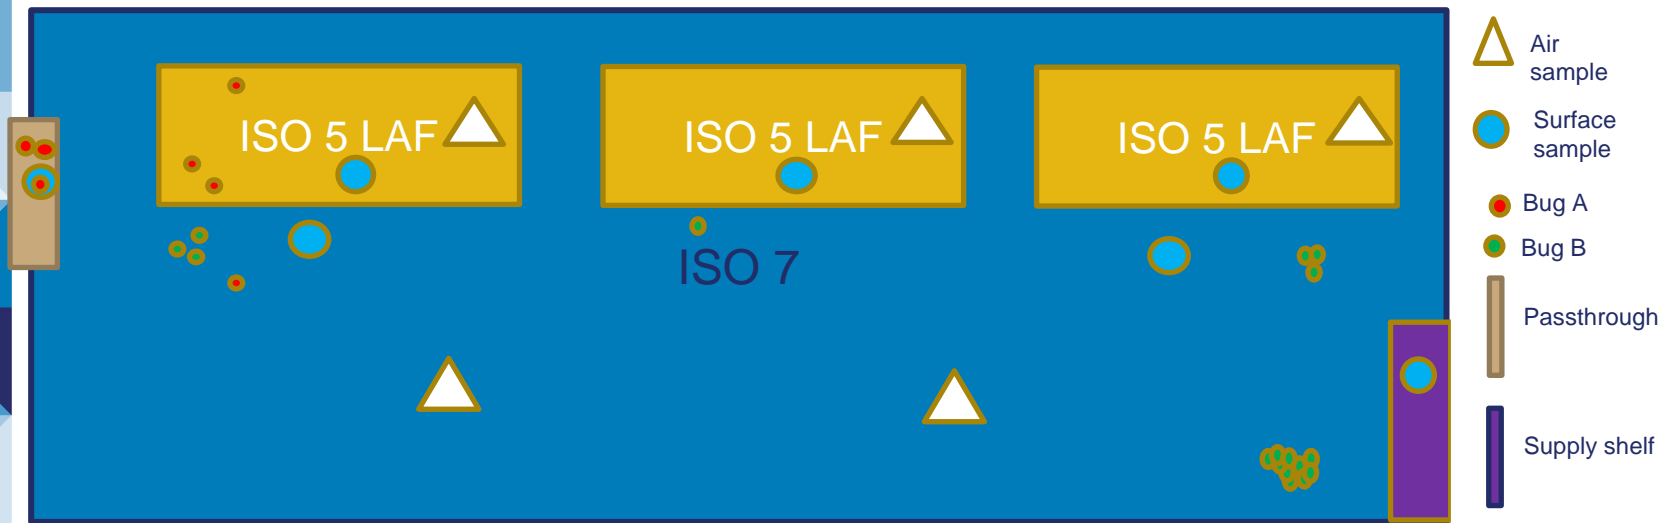 ISO 5 LAF
ISO 5 LAF
ISO 5 LAF
ISO 7
Air
sample
Surface
sample
Bug A
Bug B
Passthrough
Supply shelf